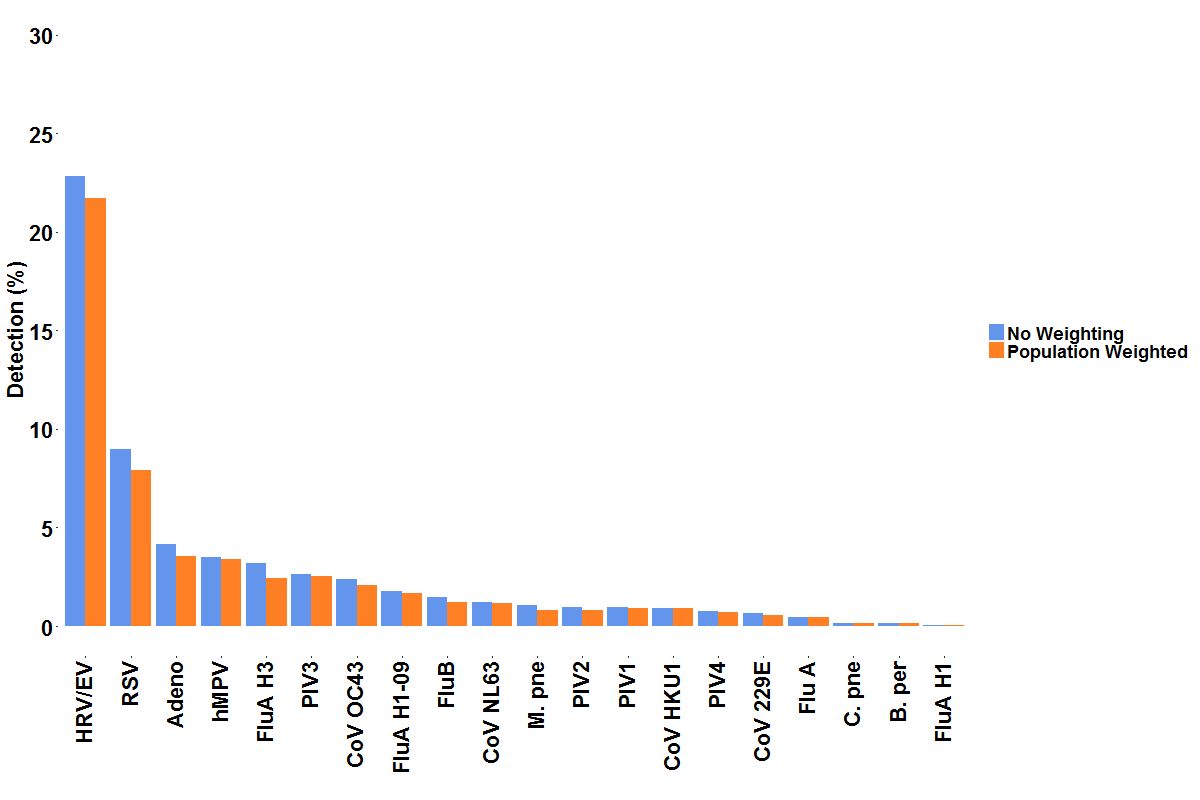 30
25
20
15
10
5
0
Detection (%)
HRV/EV
RSV
Adeno
hMPV
FluA H3
PIV3
CoV OC43
FluA H1-09
FluB
CoV NL63
M. pne
PIV2
PIV1
CoV HKU1
PIV4
CoV 229E
Flu A
C. pne
B. per
FluA H1
No Weighting
Population Weighted